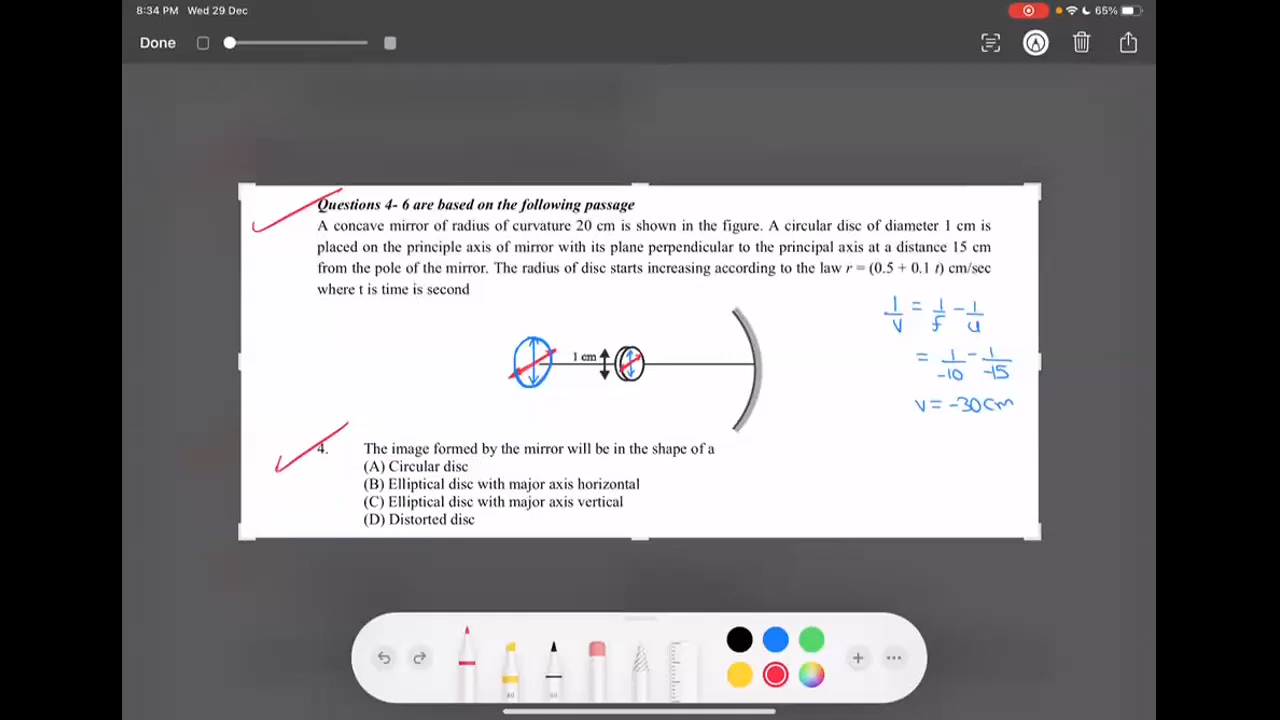 8:34 PM Wed 29 Dec
65%
Done
Questions 4- 6 are based on the following passage
A concave mirror of radius of curvature 20 cm is shown in the figure. A circular disc of diameter 1 cm is
placed on the principle axis of mirror with its plane perpendicular to the principal axis at a distance 15 cm
from the pole of the mirror. The radius of disc starts increasing according to the law r = (0.5 + 0.1 t) cm/sec
where t is time is second
1/v = 1/f - 1/u
= 1/-10 - 1/-15
v = -30cm
1 cm
4. The image formed by the mirror will be in the shape of a
(A) Circular disc
(B) Elliptical disc with major axis horizontal
(C) Elliptical disc with major axis vertical
(D) Distorted disc